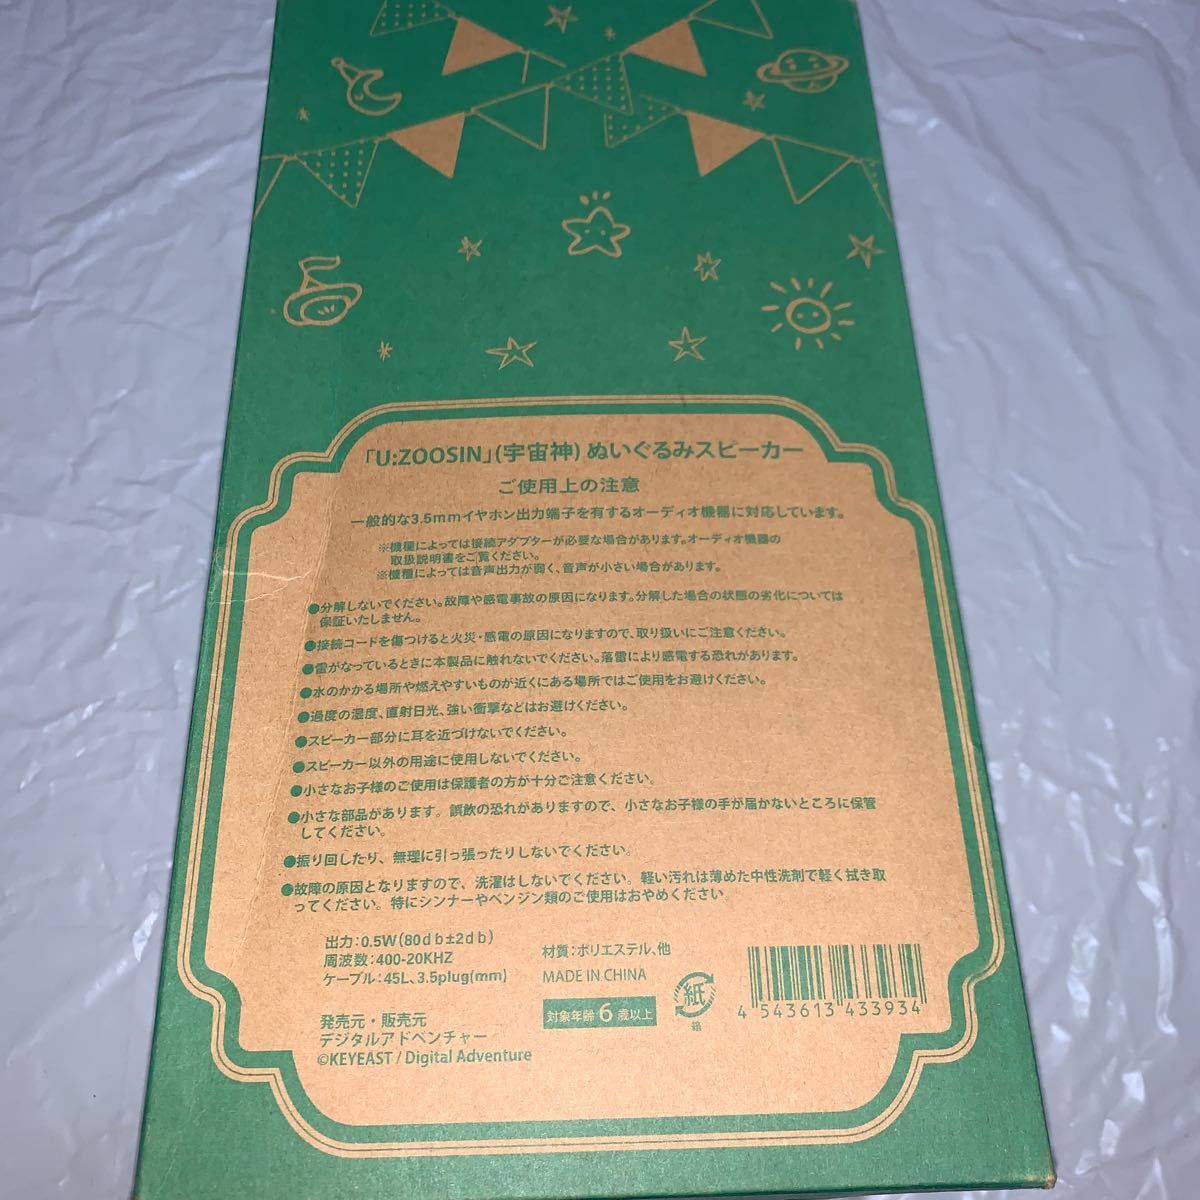 「U:ZOOSIN」(宇宙神) ぬいぐるみスピーカー
ご使用上の注意
一般的な3.5mmイヤホン出力端子を有するオーディオ機器に対応しています。
※機種によっては接続アダプターが必要な場合があります。オーディオ機器の
取扱説明書をご覧ください。
※機種によっては音声出力が弱く、音声が小さい場合があります。
●分解しないでください。故障や感電事故の原因になります。分解した場合の状態の劣化については
保証いたしません。
●接続コードを傷つけると火災・感電の原因になりますので、取り扱いにご注意ください。
●雷がなっているときに本製品に触れないでください。落雷により感電する恐れがあります。
●水のかかる場所や燃えやすいものが近くにある場所ではご使用をお避けください。
●過度の湿度、直射日光、強い衝撃などはお避けください。
●スピーカー部分に耳を近づけないでください。
●スピーカー以外の用途に使用しないでください。
●小さなお子様のご使用は保護者の方が十分ご注意ください。
●小さな部品があります。誤飲の恐れがありますので、小さなお子様の手が届かないところに保管
してください。
●振り回したり、無理に引っ張ったりしないでください。
●故障の原因となりますので、洗濯はしないでください。軽い汚れは薄めた中性洗剤で軽く拭き取
ってください。特にシンナーやベンジン類のご使用はおやめください
出力:0.5W(80db±2db)
周波数:400-20KHZ
ケーブル:45L、3.5plug(mm)
発売元・販売元
デジタルアドベンチャー
©KEYEAST / Digital Adventure
材質:ポリエステル、他
MADE IN CHINA
対象年齢 6 歳以上
紙
箱
4 543613 433934